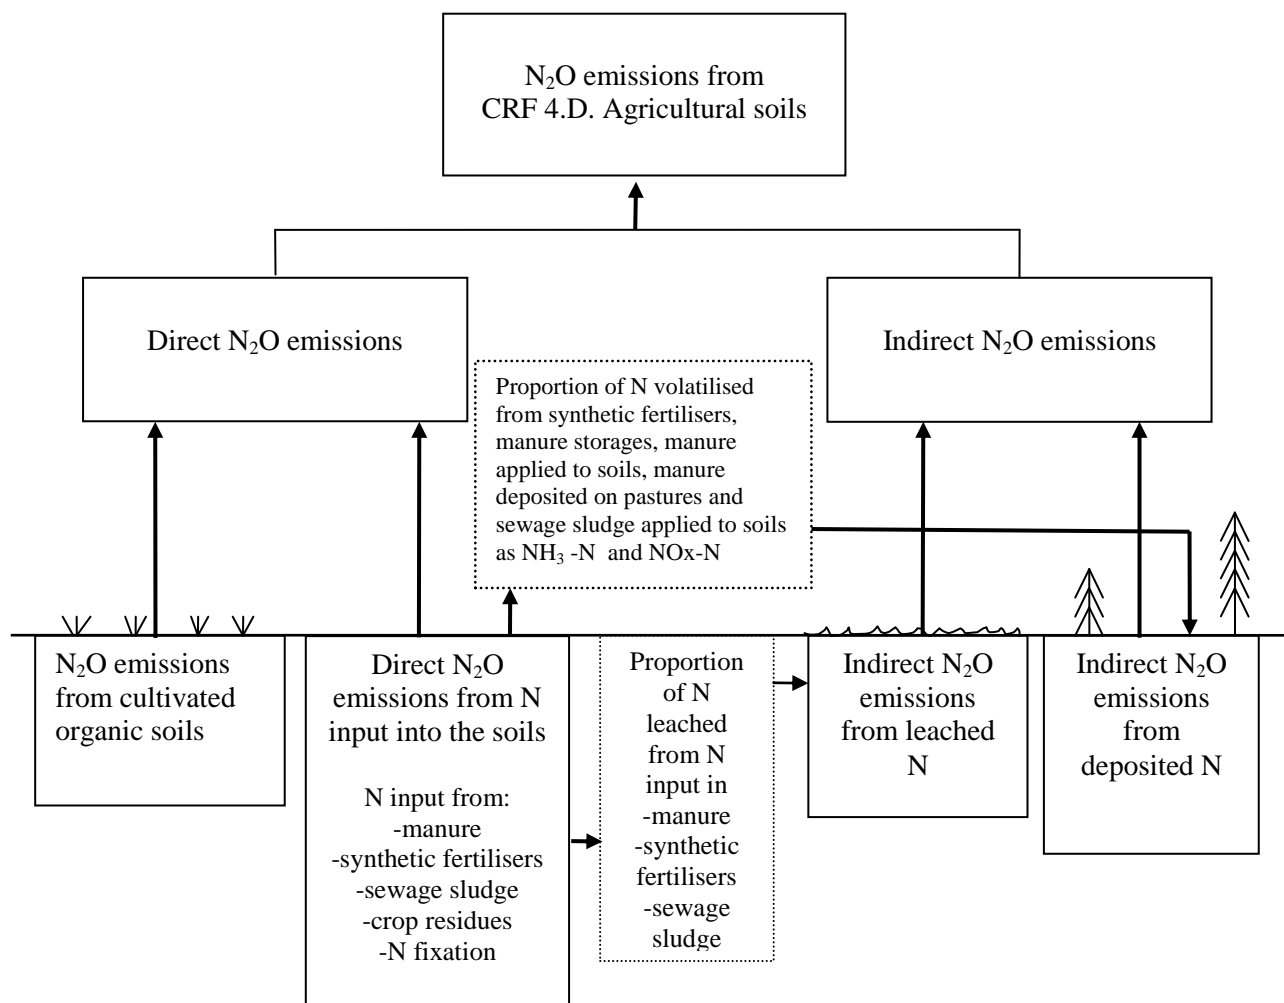 N₂O emissions from
CRF 4.D. Agricultural soils
Direct N₂O emissions
Indirect N₂O emissions
Proportion of N volatilised
from synthetic fertilisers,
manure storages, manure
applied to soils, manure
deposited on pastures and
sewage sludge applied to soils
as NH₃ -N and NOx-N
N₂O emissions
from cultivated
organic soils
Direct N₂O
emissions from N
input into the soils
N input from:
-manure
-synthetic fertilisers
-sewage sludge
-crop residues
-N fixation
Proportion
of N
leached
from N
input in
-manure
-synthetic
fertilisers
-sewage
sludge
Indirect N₂O
emissions
from leached
N
Indirect N₂O
emissions
from
deposited N